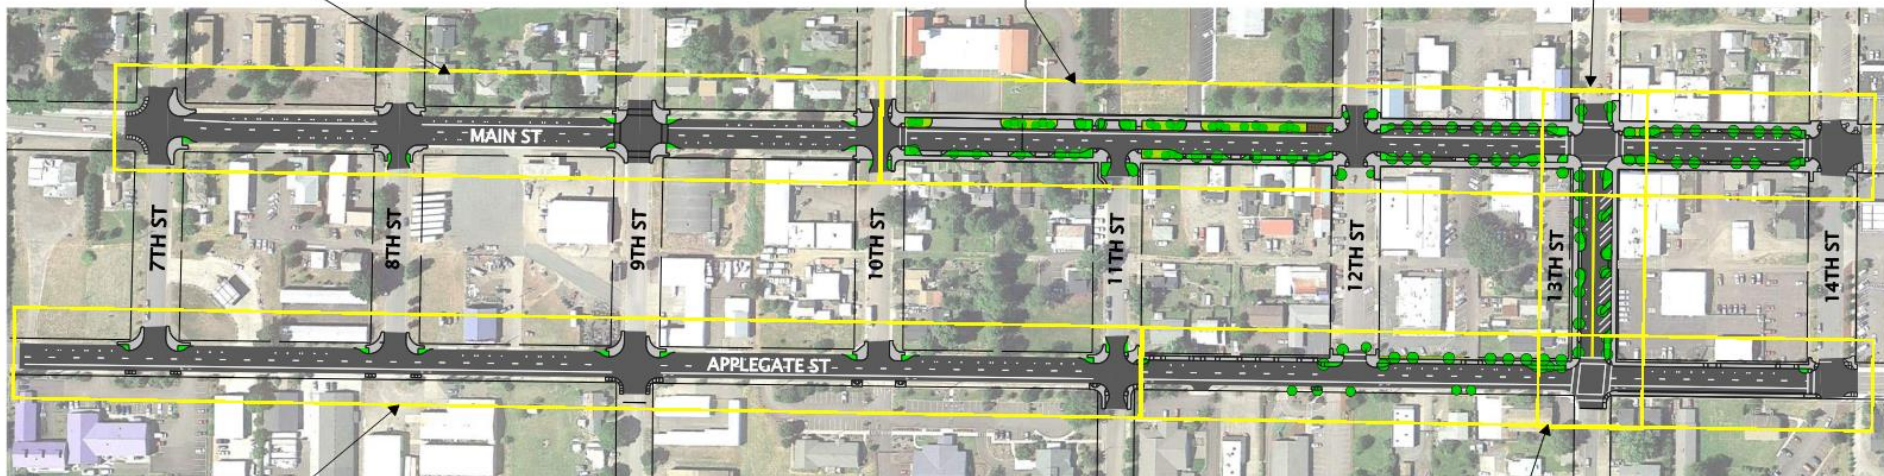 MAIN ST
7TH ST
8TH ST
9TH ST
10TH ST
11TH ST
12TH ST
13TH ST
14TH ST
APPLEGATE ST